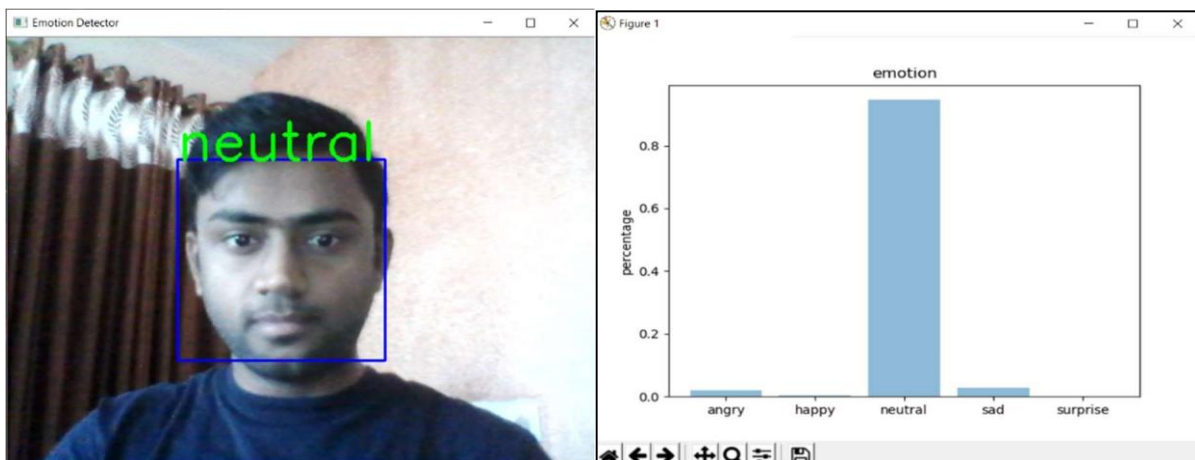 Emotion Detector
neutral
Figure 1
emotion
percentage
0.8
0.6
0.4
0.2
0.0
angry happy neutral sad surprise